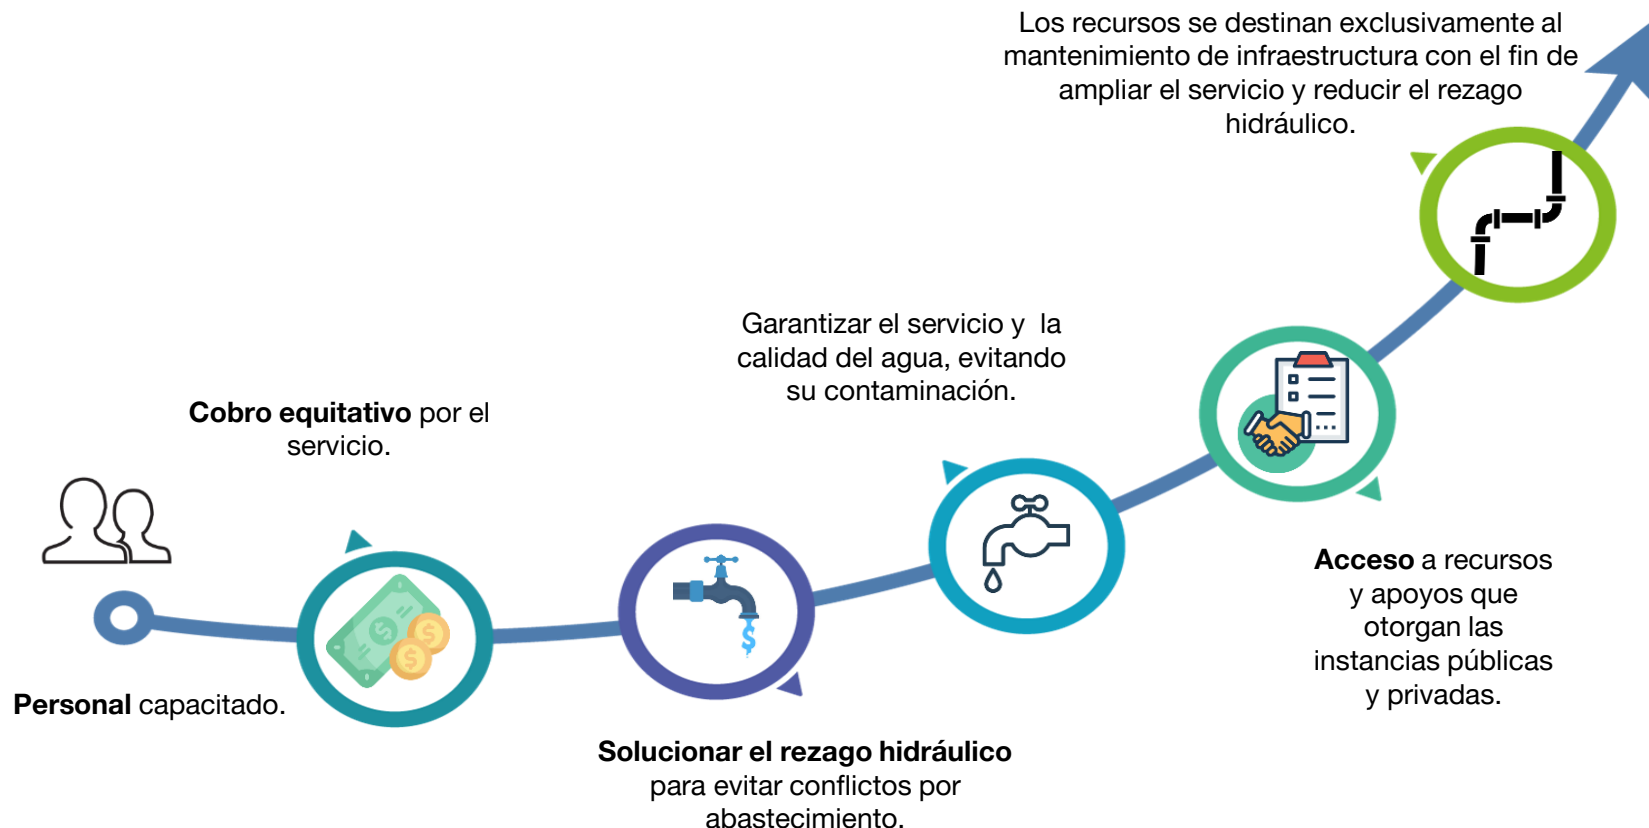 Personal capacitado.
Cobro equitativo por el
servicio.
Solucionar el rezago hidráulico
para evitar conflictos por
abastecimiento.
Garantizar el servicio y  la
calidad del agua, evitando
su contaminación.
Acceso a recursos
y apoyos que
otorgan las
instancias públicas
y privadas.
Los recursos se destinan exclusivamente al
mantenimiento de infraestructura con el fin de
ampliar el servicio y reducir el rezago
hidráulico.